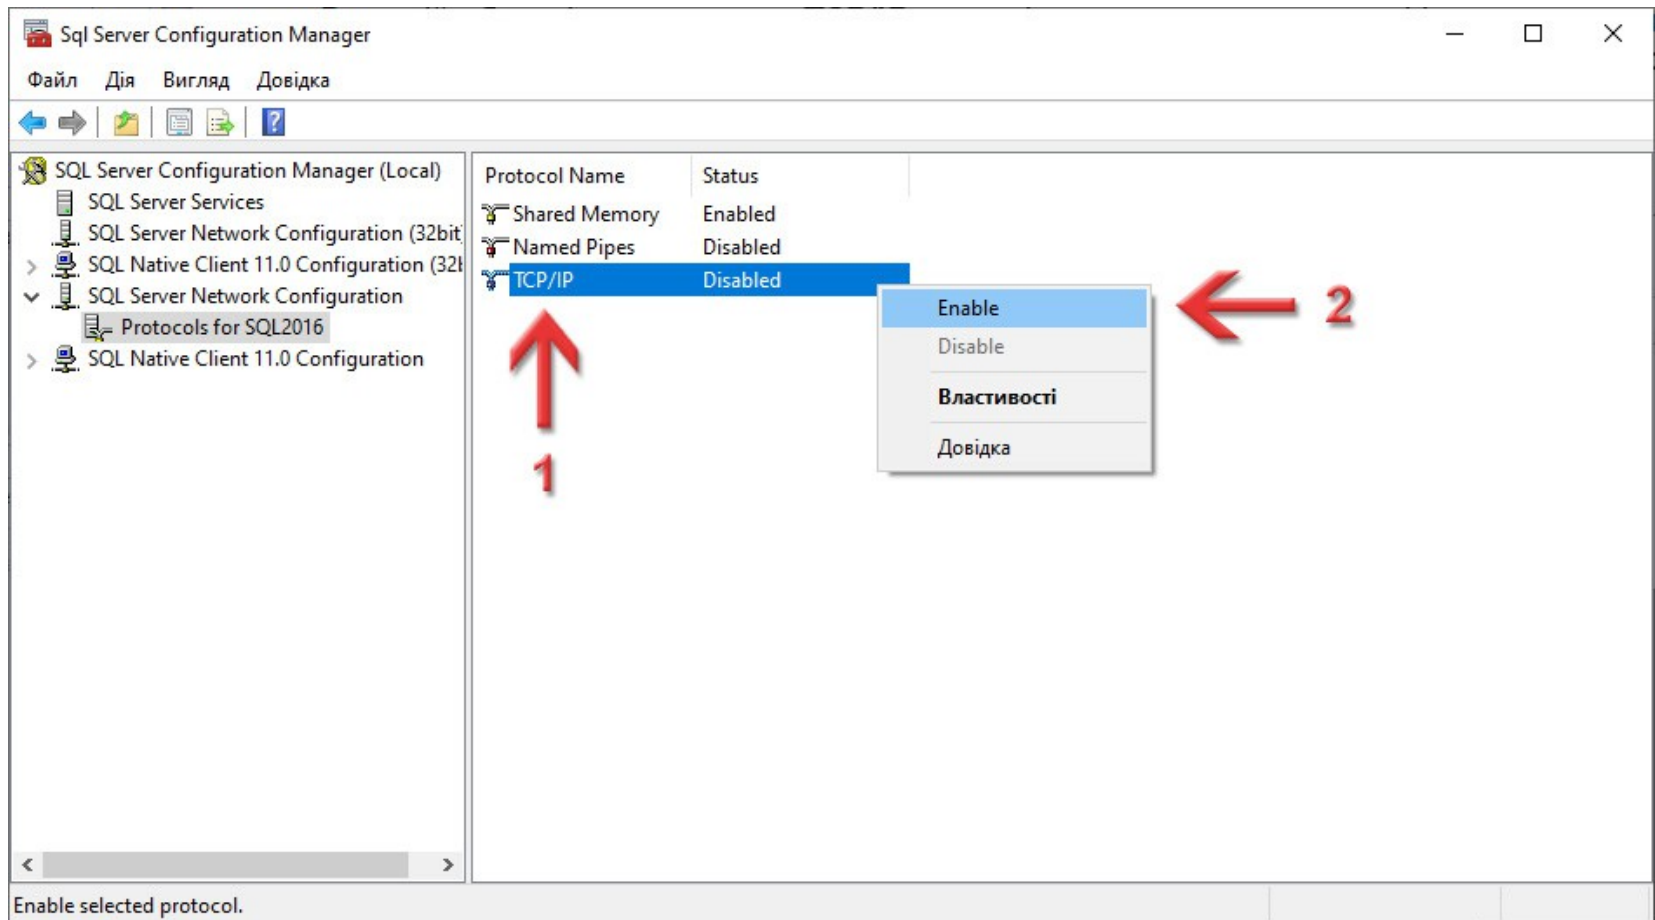 Sql Server Configuration Manager
Файл Дія Вигляд Довідка
SQL Server Configuration Manager (Local)
SQL Server Services
SQL Server Network Configuration (32bit
SQL Native Client 11.0 Configuration (32b
SQL Server Network Configuration
Protocols for SQL2016
SQL Native Client 11.0 Configuration
Protocol Name Status
Shared Memory Enabled
Named Pipes Disabled
TCP/IP Disabled
Enable
Disable
Властивості
Довідка
1
2
Enable selected protocol.